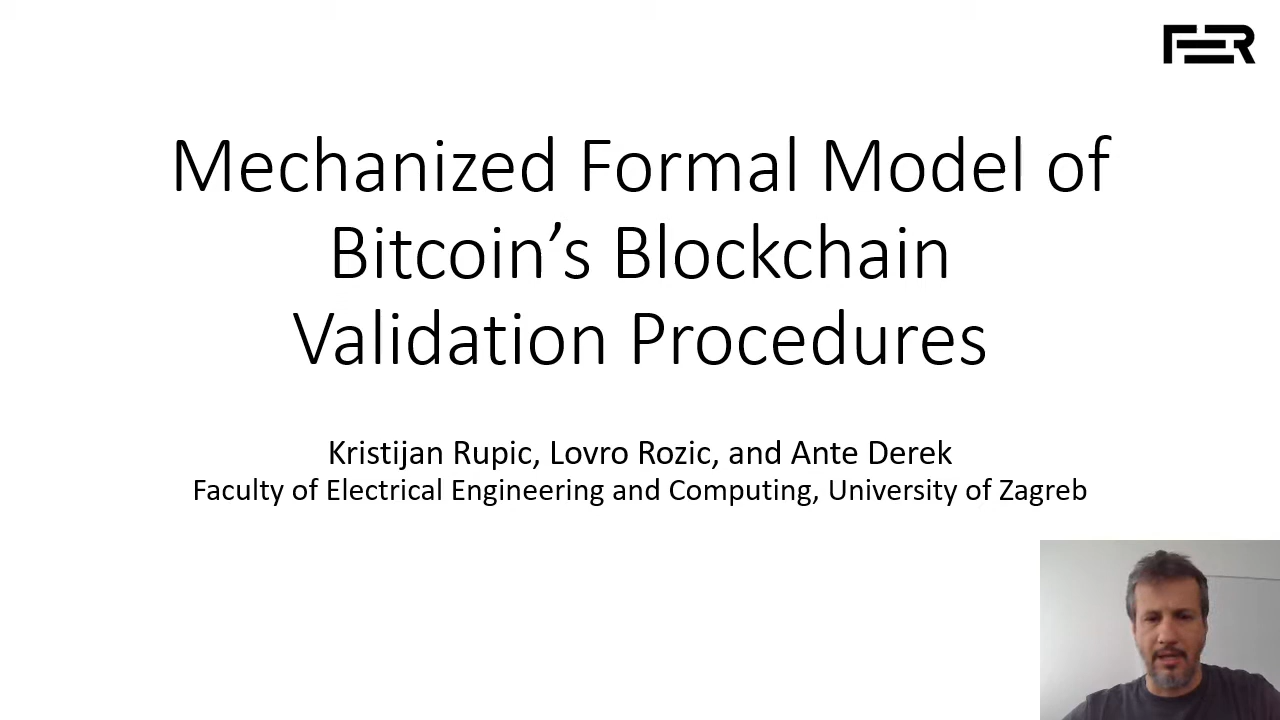 FER
Mechanized Formal Model of
Bitcoin’s Blockchain
Validation Procedures
Kristijan Rupic, Lovro Rozic, and Ante Derek
Faculty of Electrical Engineering and Computing, University of Zagreb